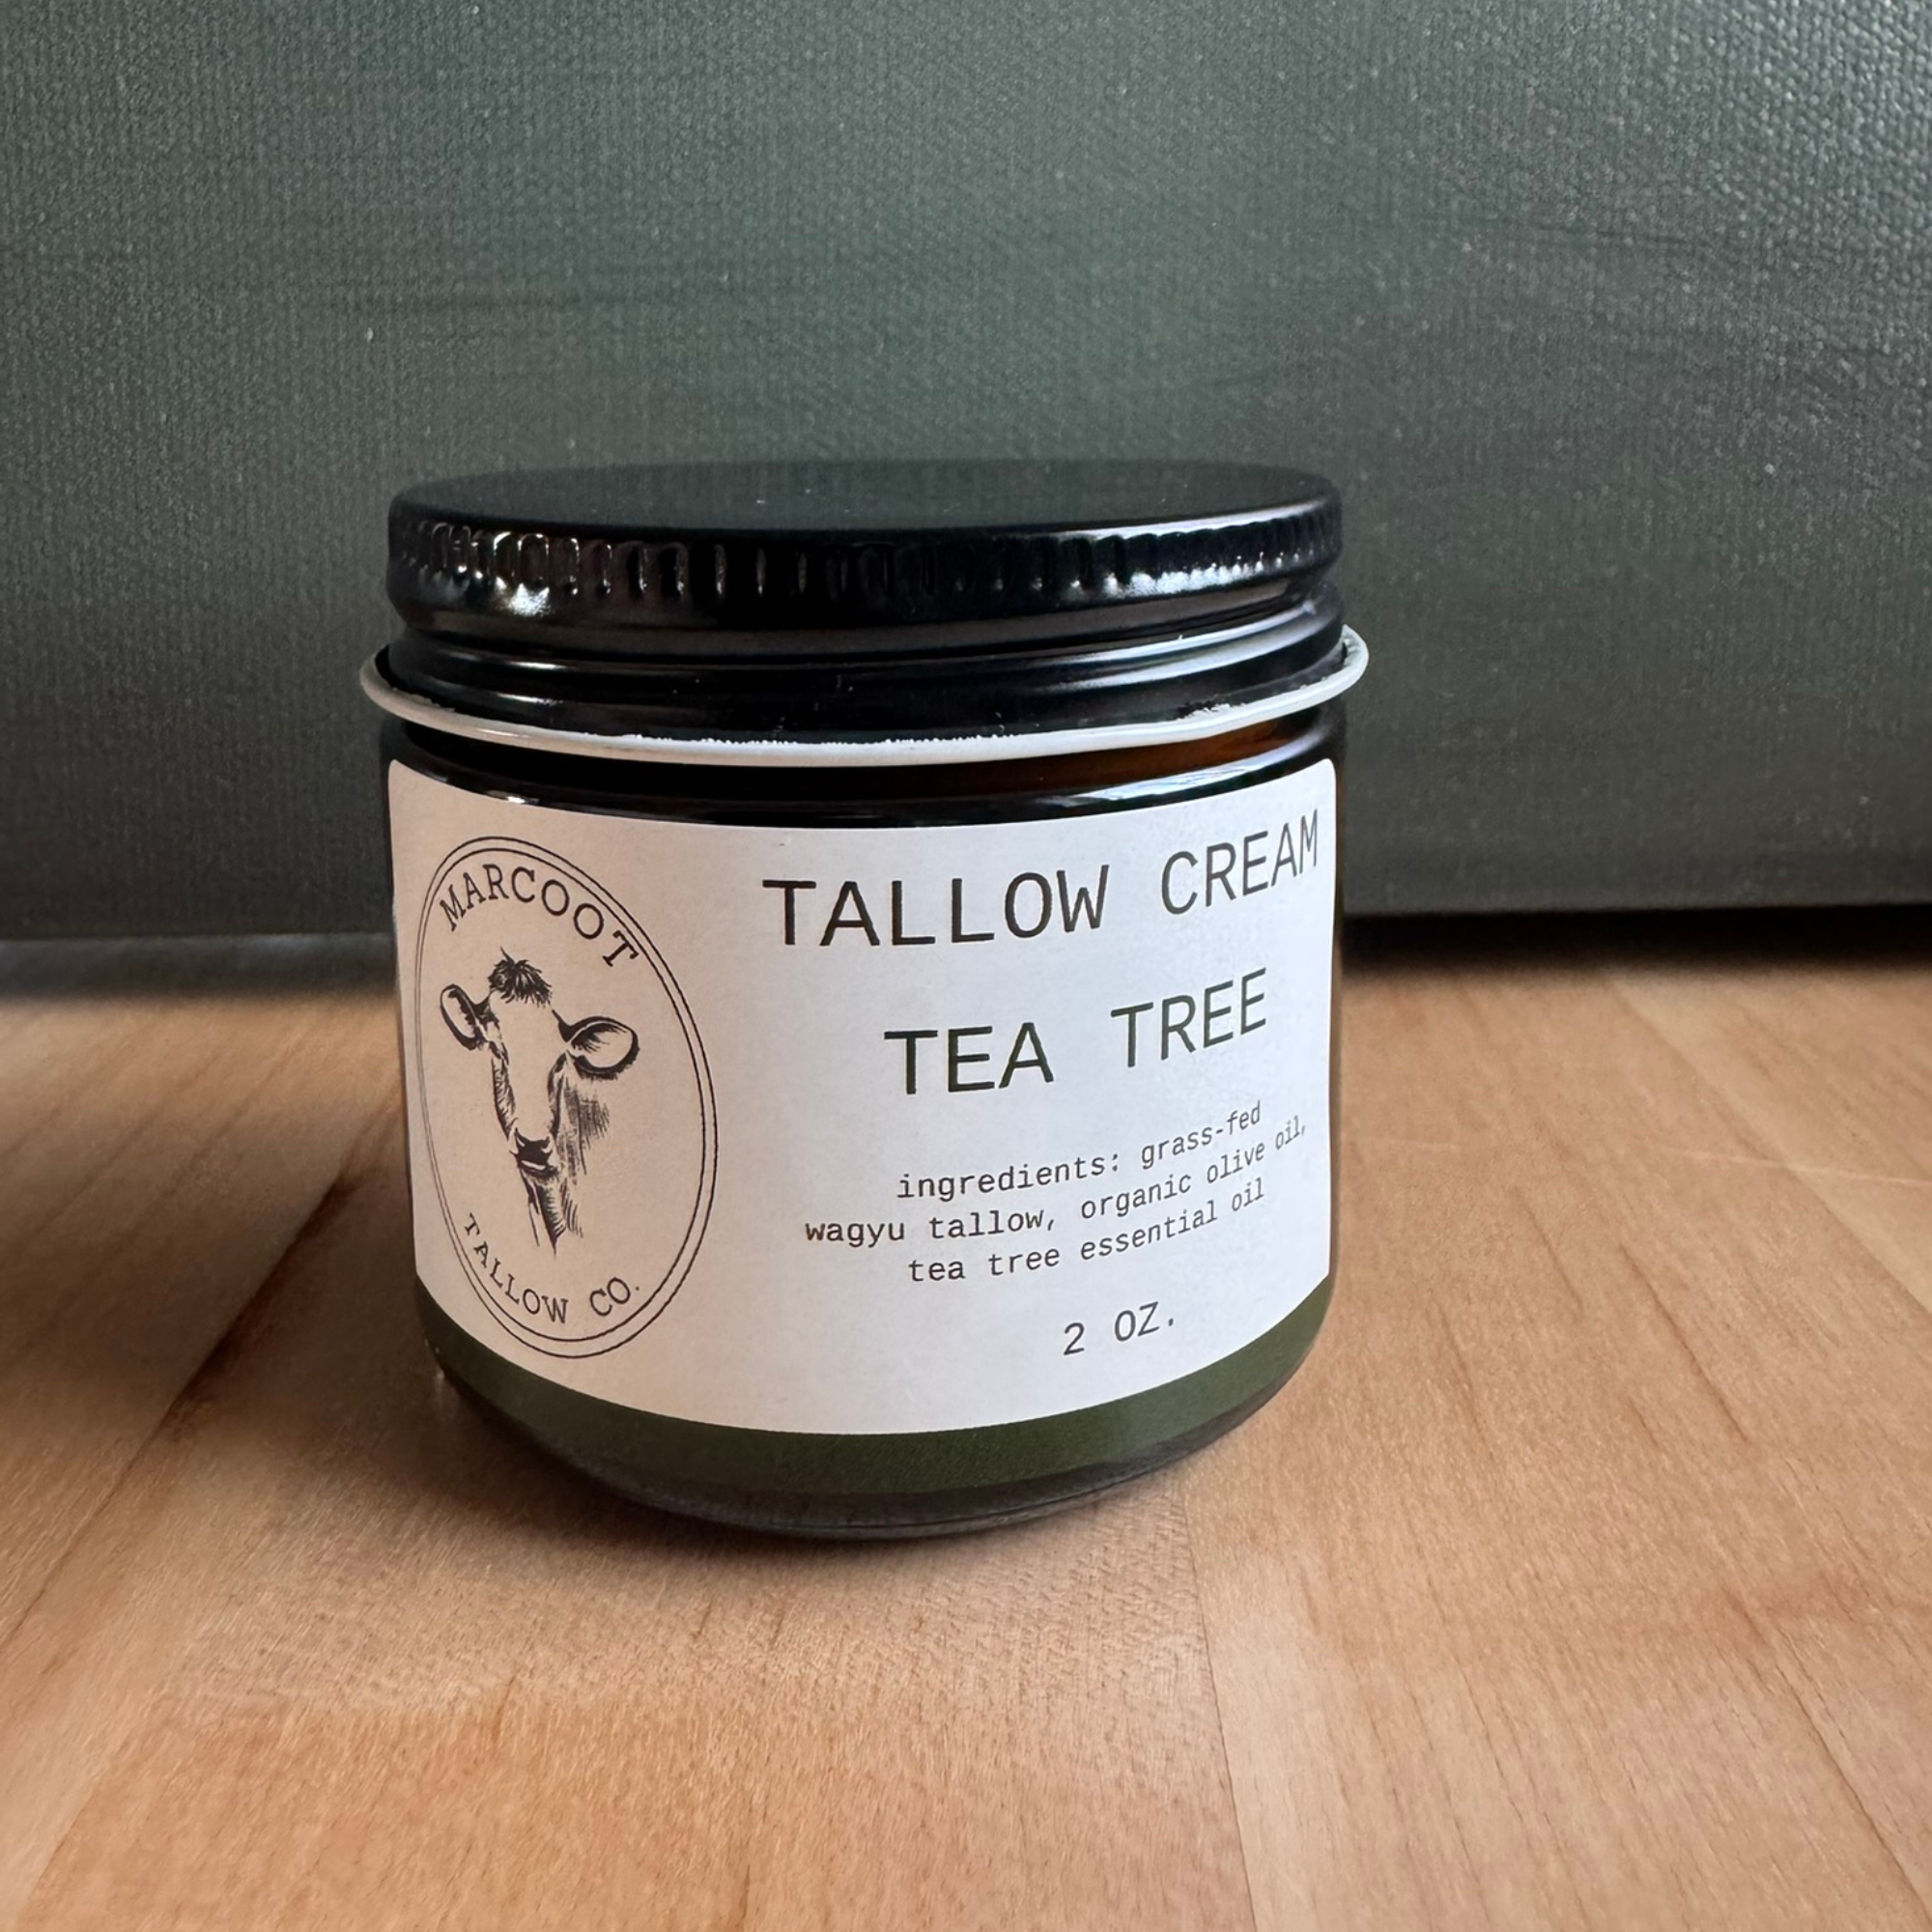 MARCOOT
TALLOW CO.
TALLOW CREAM
TEA TREE
ingredients: grass-fed
wagyu tallow, organic olive oil,
tea tree essential oil
2 OZ.